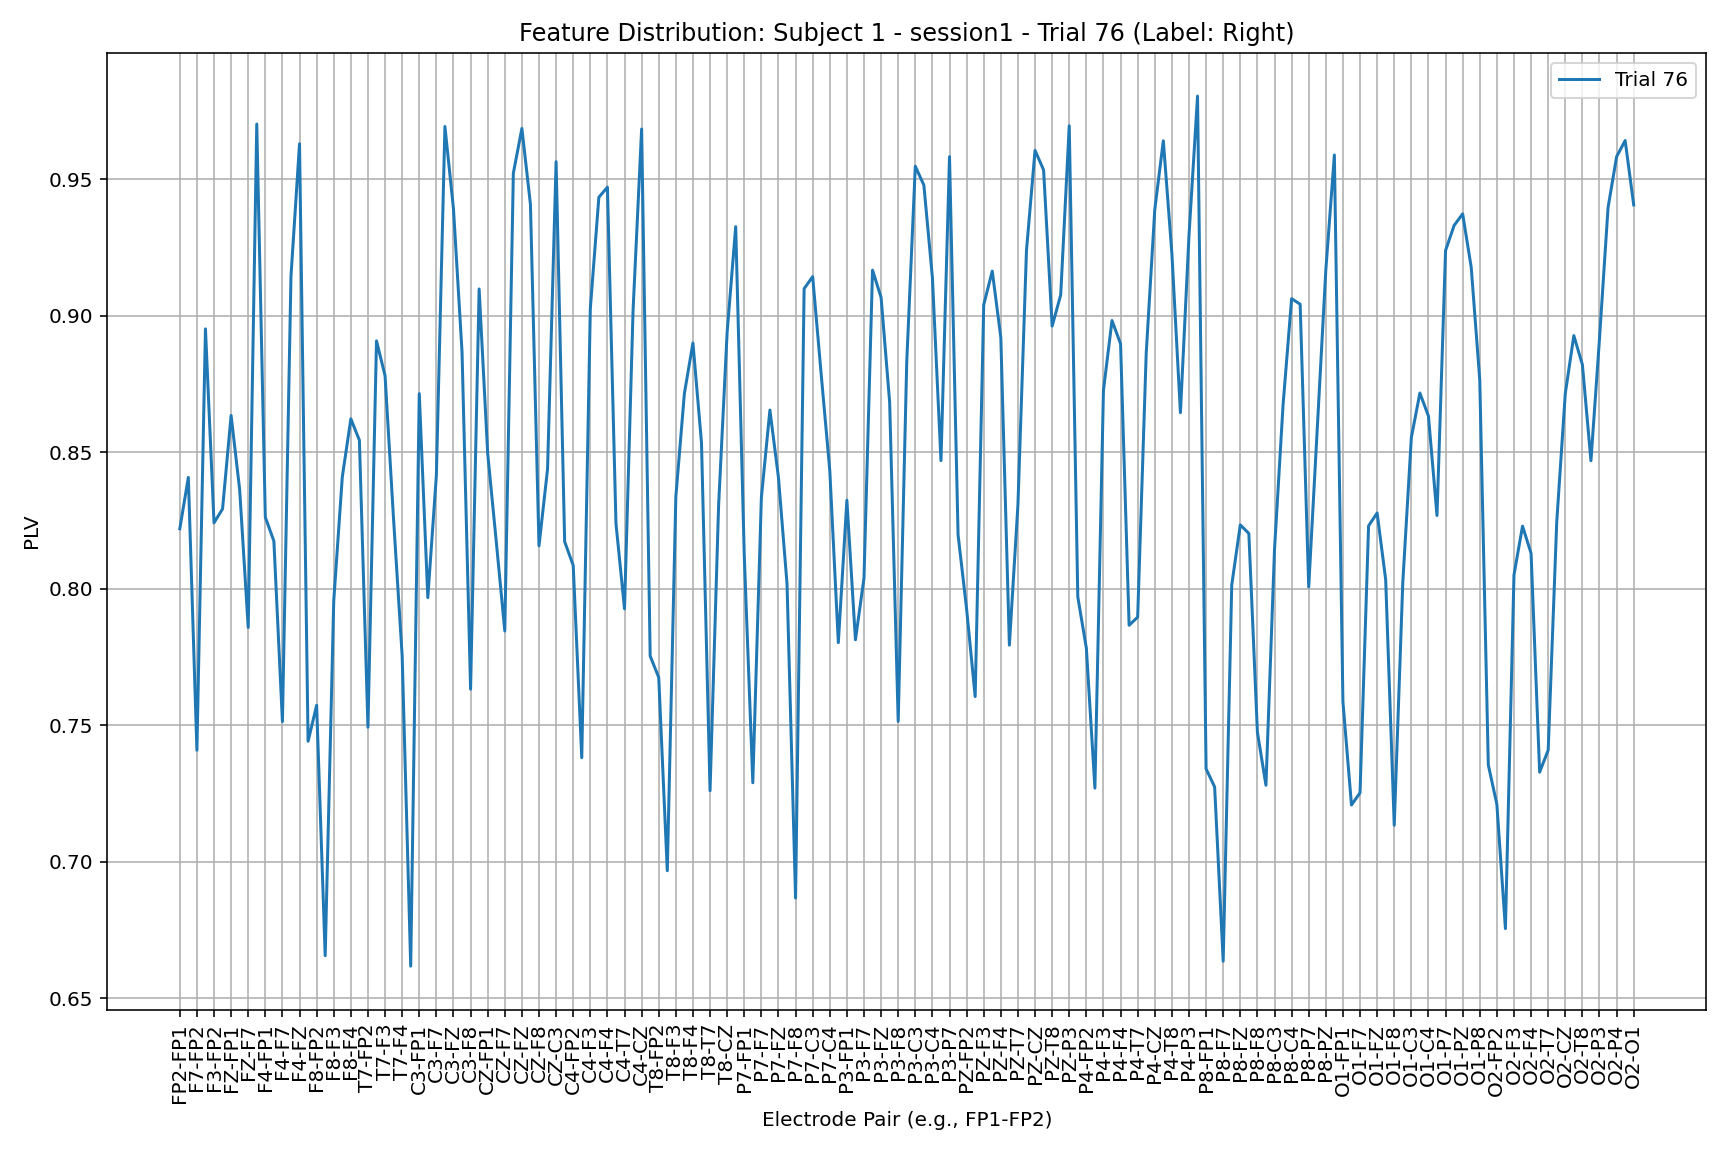 Feature Distribution: Subject 1 - session1 - Trial 76 (Label: Right)
Trial 76
PLV
0.95
0.90
0.85
0.80
0.75
0.70
0.65
FP2-FP1
F7-FP2
F3-FP2
FZ-FP1
FZ-F7
F4-FP1
F4-F7
F4-FZ
F8-FP2
F8-F3
F8-F4
T7-FP2
T7-F3
T7-F4
C3-FP1
C3-F7
C3-FZ
C3-F8
CZ-FP1
CZ-F7
CZ-FZ
CZ-F8
CZ-C3
C4-FP2
C4-F3
C4-F4
C4-T7
C4-CZ
T8-FP2
T8-F3
T8-F4
T8-T7
T8-CZ
P7-FP1
P7-F7
P7-FZ
P7-F8
P7-C3
P7-C4
P3-FP1
P3-F7
P3-FZ
P3-F8
P3-C3
P3-C4
P3-P7
PZ-FP2
PZ-F3
PZ-F4
PZ-T7
PZ-CZ
PZ-T8
PZ-P3
P4-FP2
P4-F3
P4-F4
P4-T7
P4-CZ
P4-T8
P4-P3
P8-FP1
P8-F7
P8-FZ
P8-F8
P8-C3
P8-C4
P8-P7
P8-PZ
O1-FP1
O1-F7
O1-FZ
O1-F8
O1-C3
O1-C4
O1-P7
O1-PZ
O1-P8
O2-FP2
O2-F3
O2-F4
O2-T7
O2-CZ
O2-T8
O2-P3
O2-P4
O2-O1
Electrode Pair (e.g., FP1-FP2)